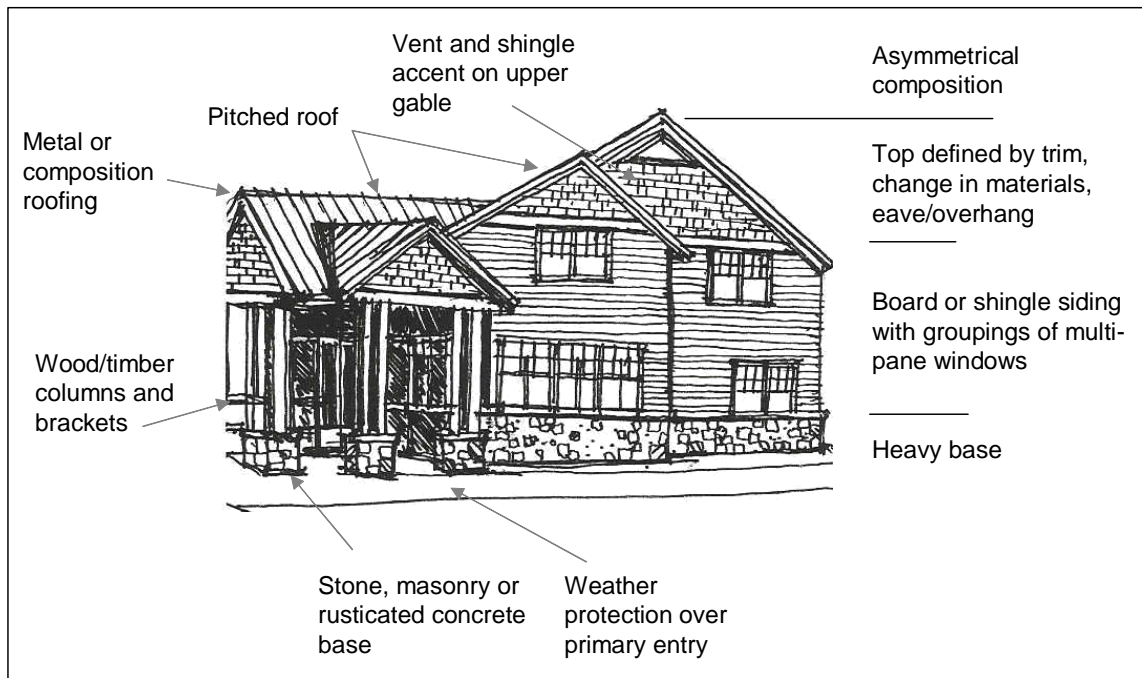 Vent and shingle
accent on upper
gable
Asymmetrical
composition
Pitched roof
Metal or
composition
roofing
Top defined by trim,
change in materials,
eave/overhang
Board or shingle siding
with groupings of multi-
pane windows
Wood/timber
columns and
brackets
Heavy base
Stone, masonry or
rusticated concrete
base
Weather
protection over
primary entry